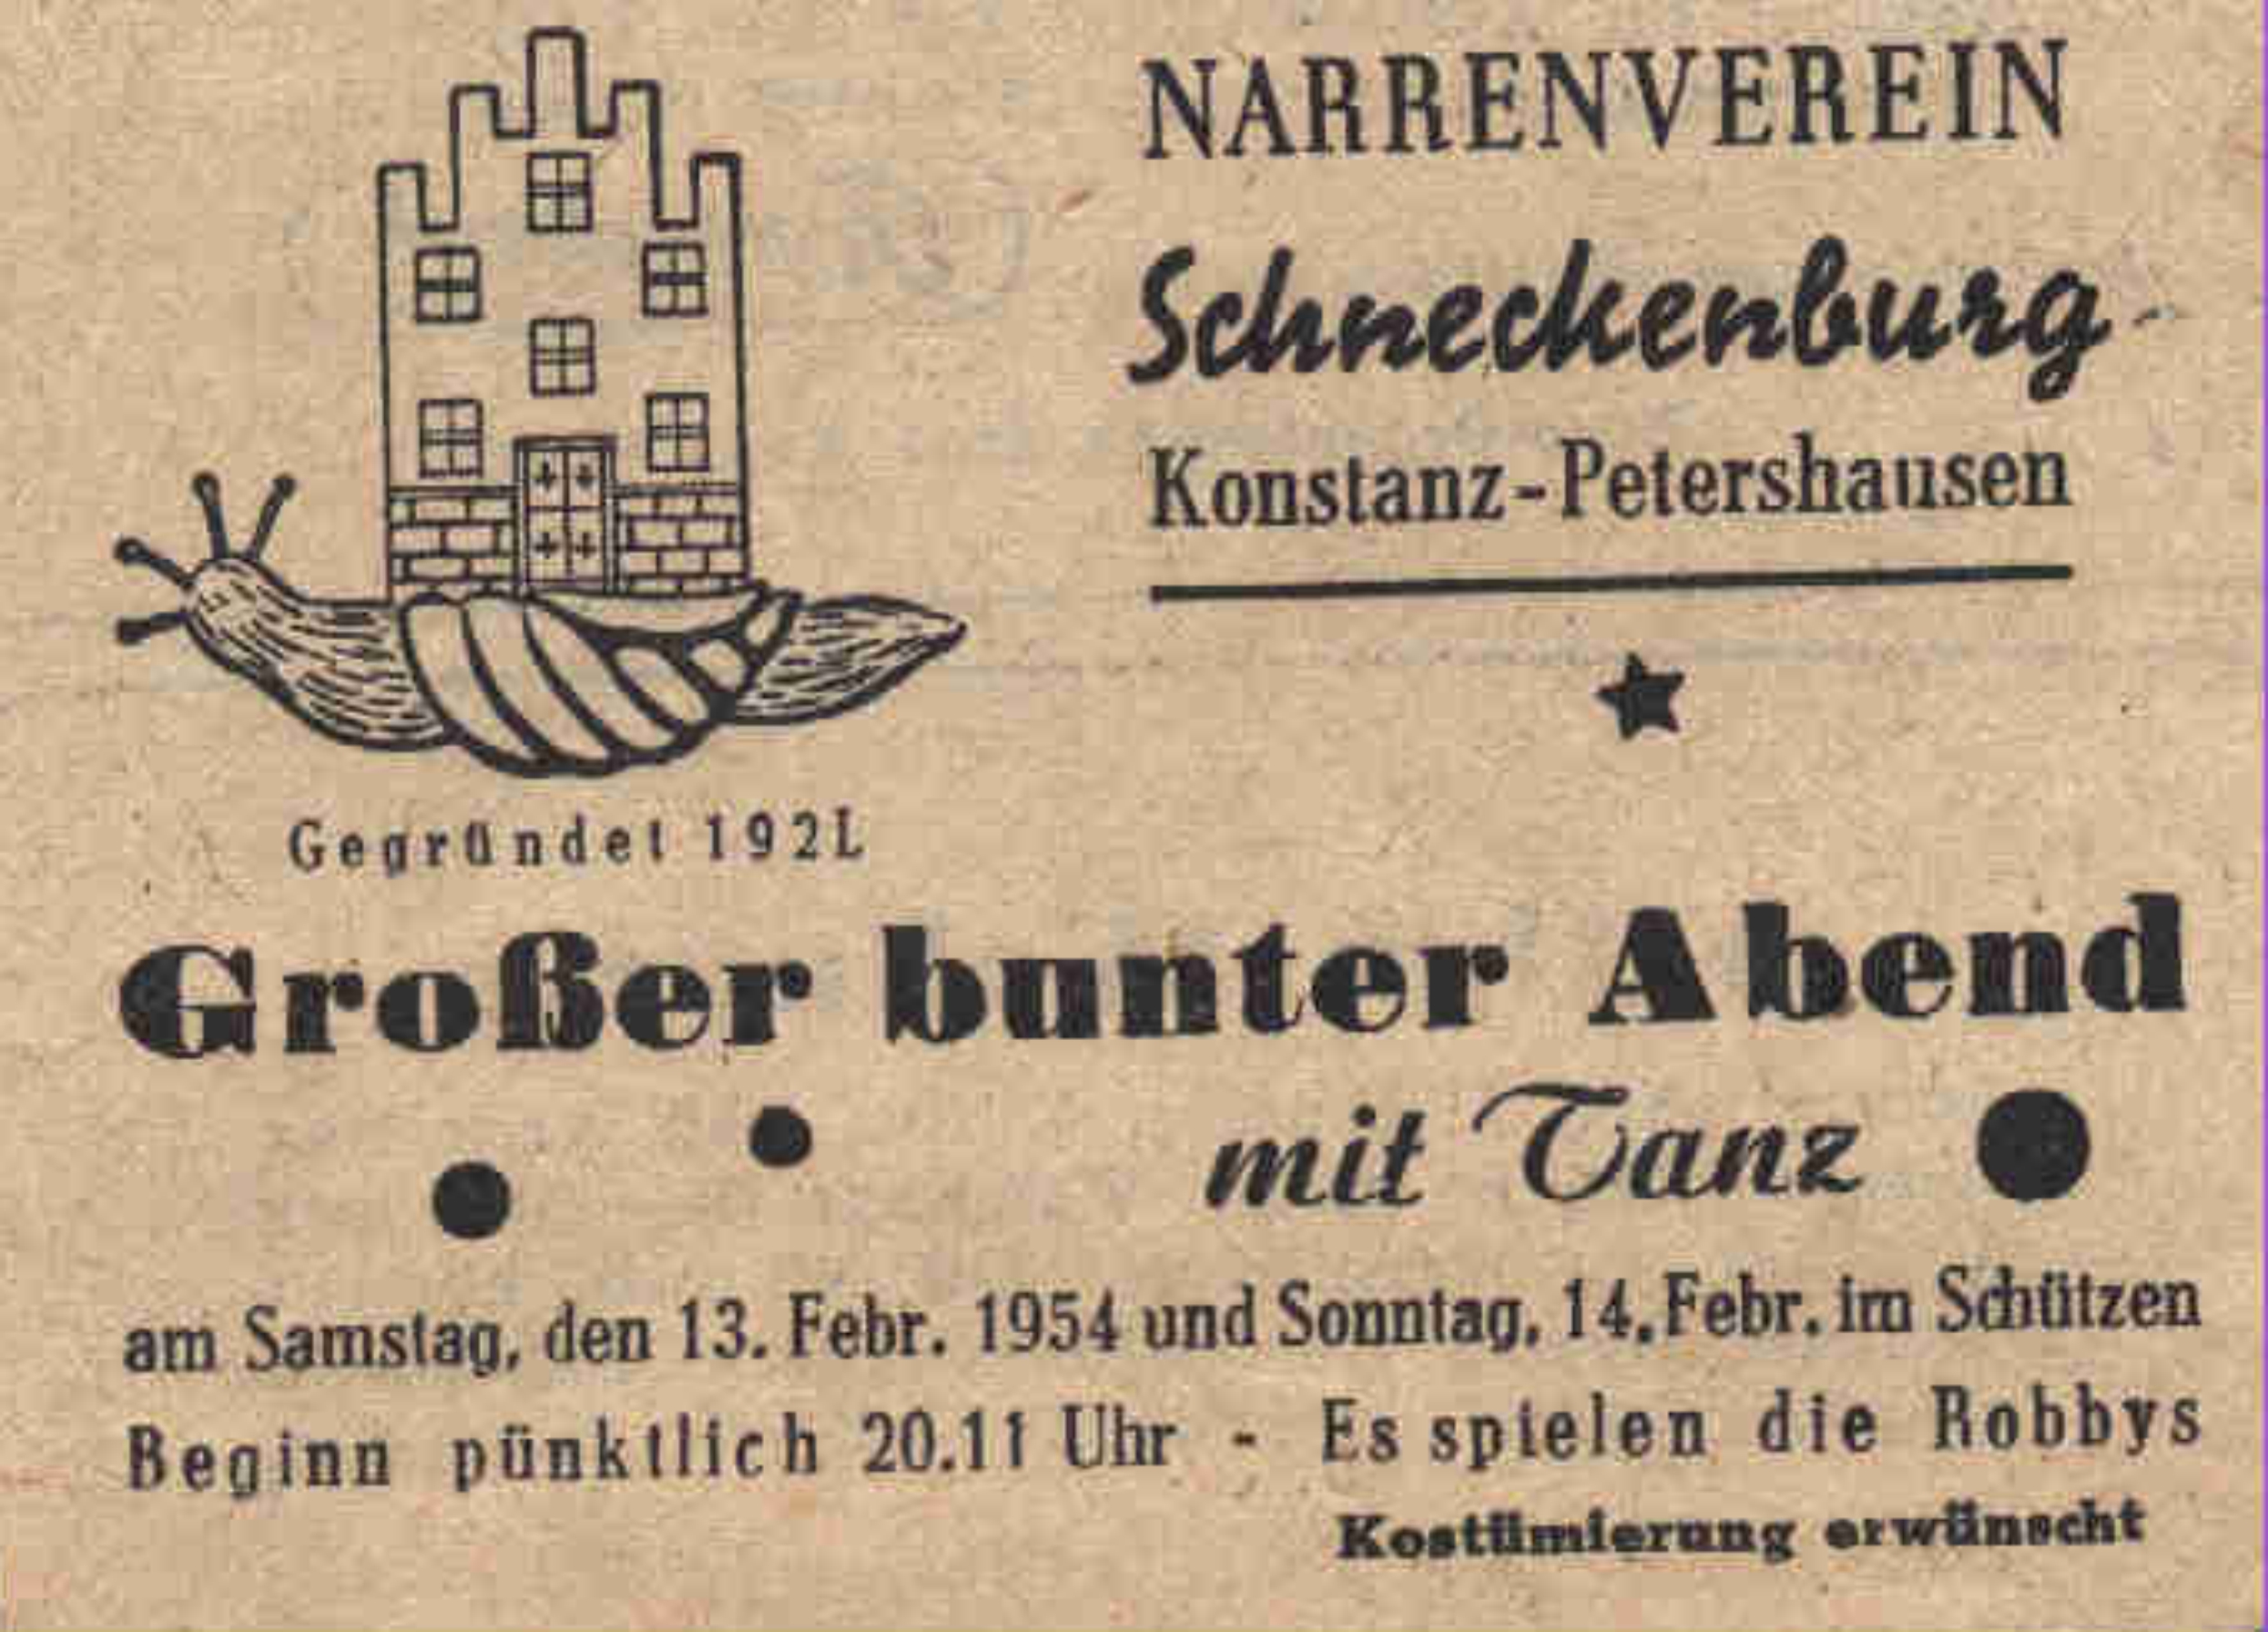 NARRENVEREIN
Schneckenburg
Konstanz-Petershausen
Gegründet 192L
Großer bunter Abend
mit Tanz
am Samstag, den 13. Febr. 1954 und Sonntag, 14. Febr. im Schützen
Beginn pünktlich 20.11 Uhr - Es spielen die Robbys
Kostümierung erwünscht